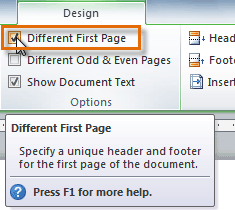 Design
Different First Page
Different Odd & Even Pages
Show Document Text
Options
Head
Foot
Insert
Different First Page
Specify a unique header and footer
for the first page of the document.
Press F1 for more help.